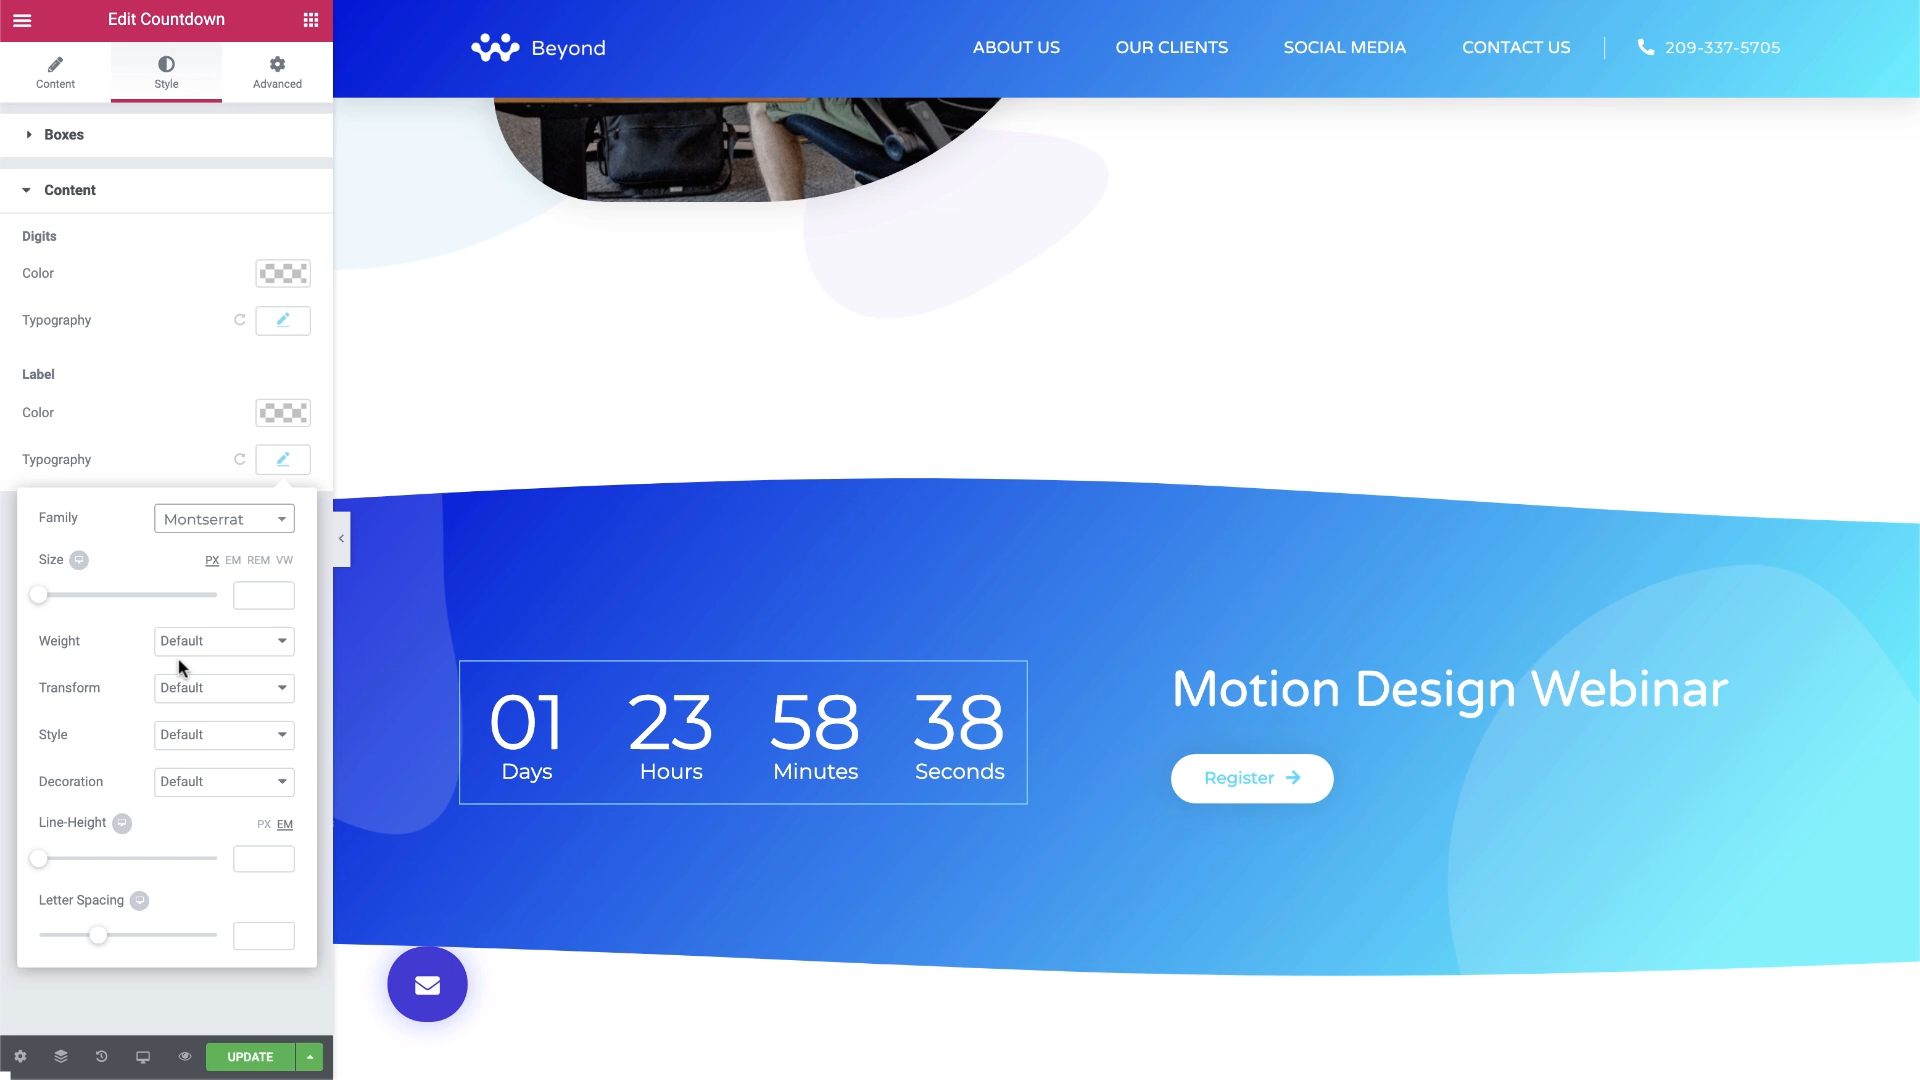 Edit Countdown
Content
Style
Advanced
Boxes
Content
Digits
Color
Typography
Label
Color
Typography
Family
Montserrat
Size
PX EM REM VW
Weight
Default
Transform
Default
Style
Default
Decoration
Default
Line-Height
PX EM
Letter Spacing
UPDATE
Beyond
ABOUT US
OUR CLIENTS
SOCIAL MEDIA
CONTACT US
209-337-5705
01 23 58 38
Days Hours Minutes Seconds
Motion Design Webinar
Register